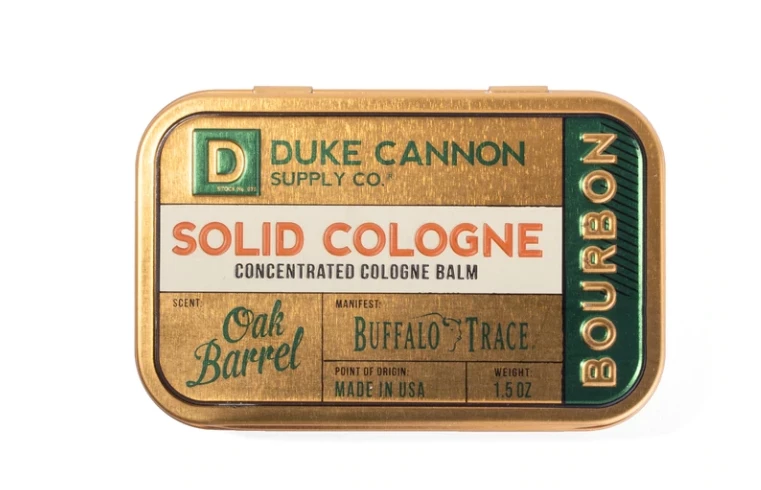 D
DUKE CANNON
SUPPLY CO.®
SOLID COLOGNE
CONCENTRATED COLOGNE BALM
SCENT:
Oak
Barrel
MANIFEST:
BUFFALO TRACE
POINT OF ORIGIN:
MADE IN USA
WEIGHT:
1.5 OZ
BOURBON